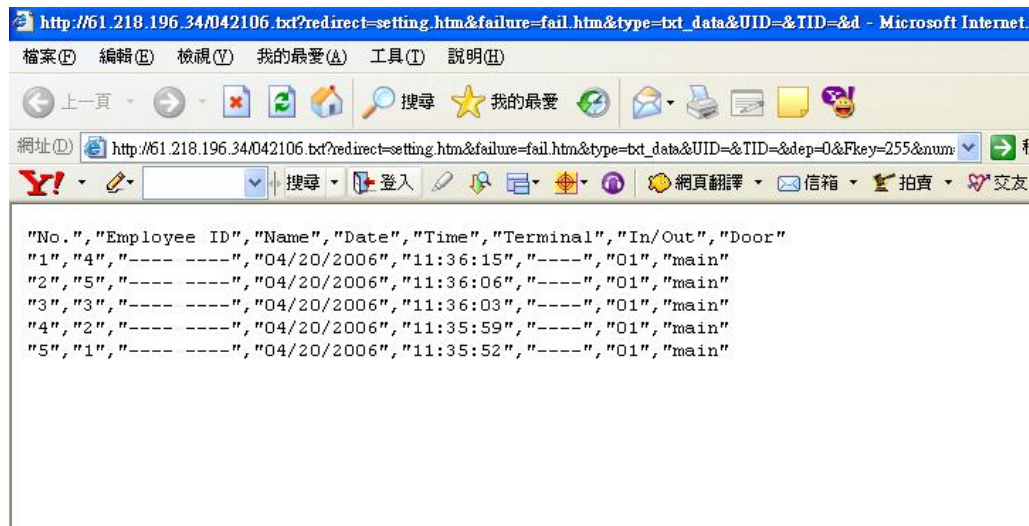 http://61.218.196.34/042106.txt?redirect=setting.htm&failure=fail.htm&type=txt_data&UID=&TID=&d - Microsoft Internet
檔案(F) 編輯(E) 檢視(V) 我的最愛(A) 工具(T) 說明(H)
上一頁 搜尋 我的最愛
網址(D) http://61.218.196.34/042106.txt?redirect=setting.htm&failure=fail.htm&type=txt_data&UID=&TID=&dep=0&Fkey=255&num
Y! 搜尋 登入 網頁翻譯 信箱 拍賣 交友
"No.","Employee ID","Name","Date","Time","Terminal","In/Out","Door"
"1","4","---- ----","04/20/2006","11:36:15","----","01","main"
"2","5","---- ----","04/20/2006","11:36:06","----","01","main"
"3","3","---- ----","04/20/2006","11:36:03","----","01","main"
"4","2","---- ----","04/20/2006","11:35:59","----","01","main"
"5","1","---- ----","04/20/2006","11:35:52","----","01","main"